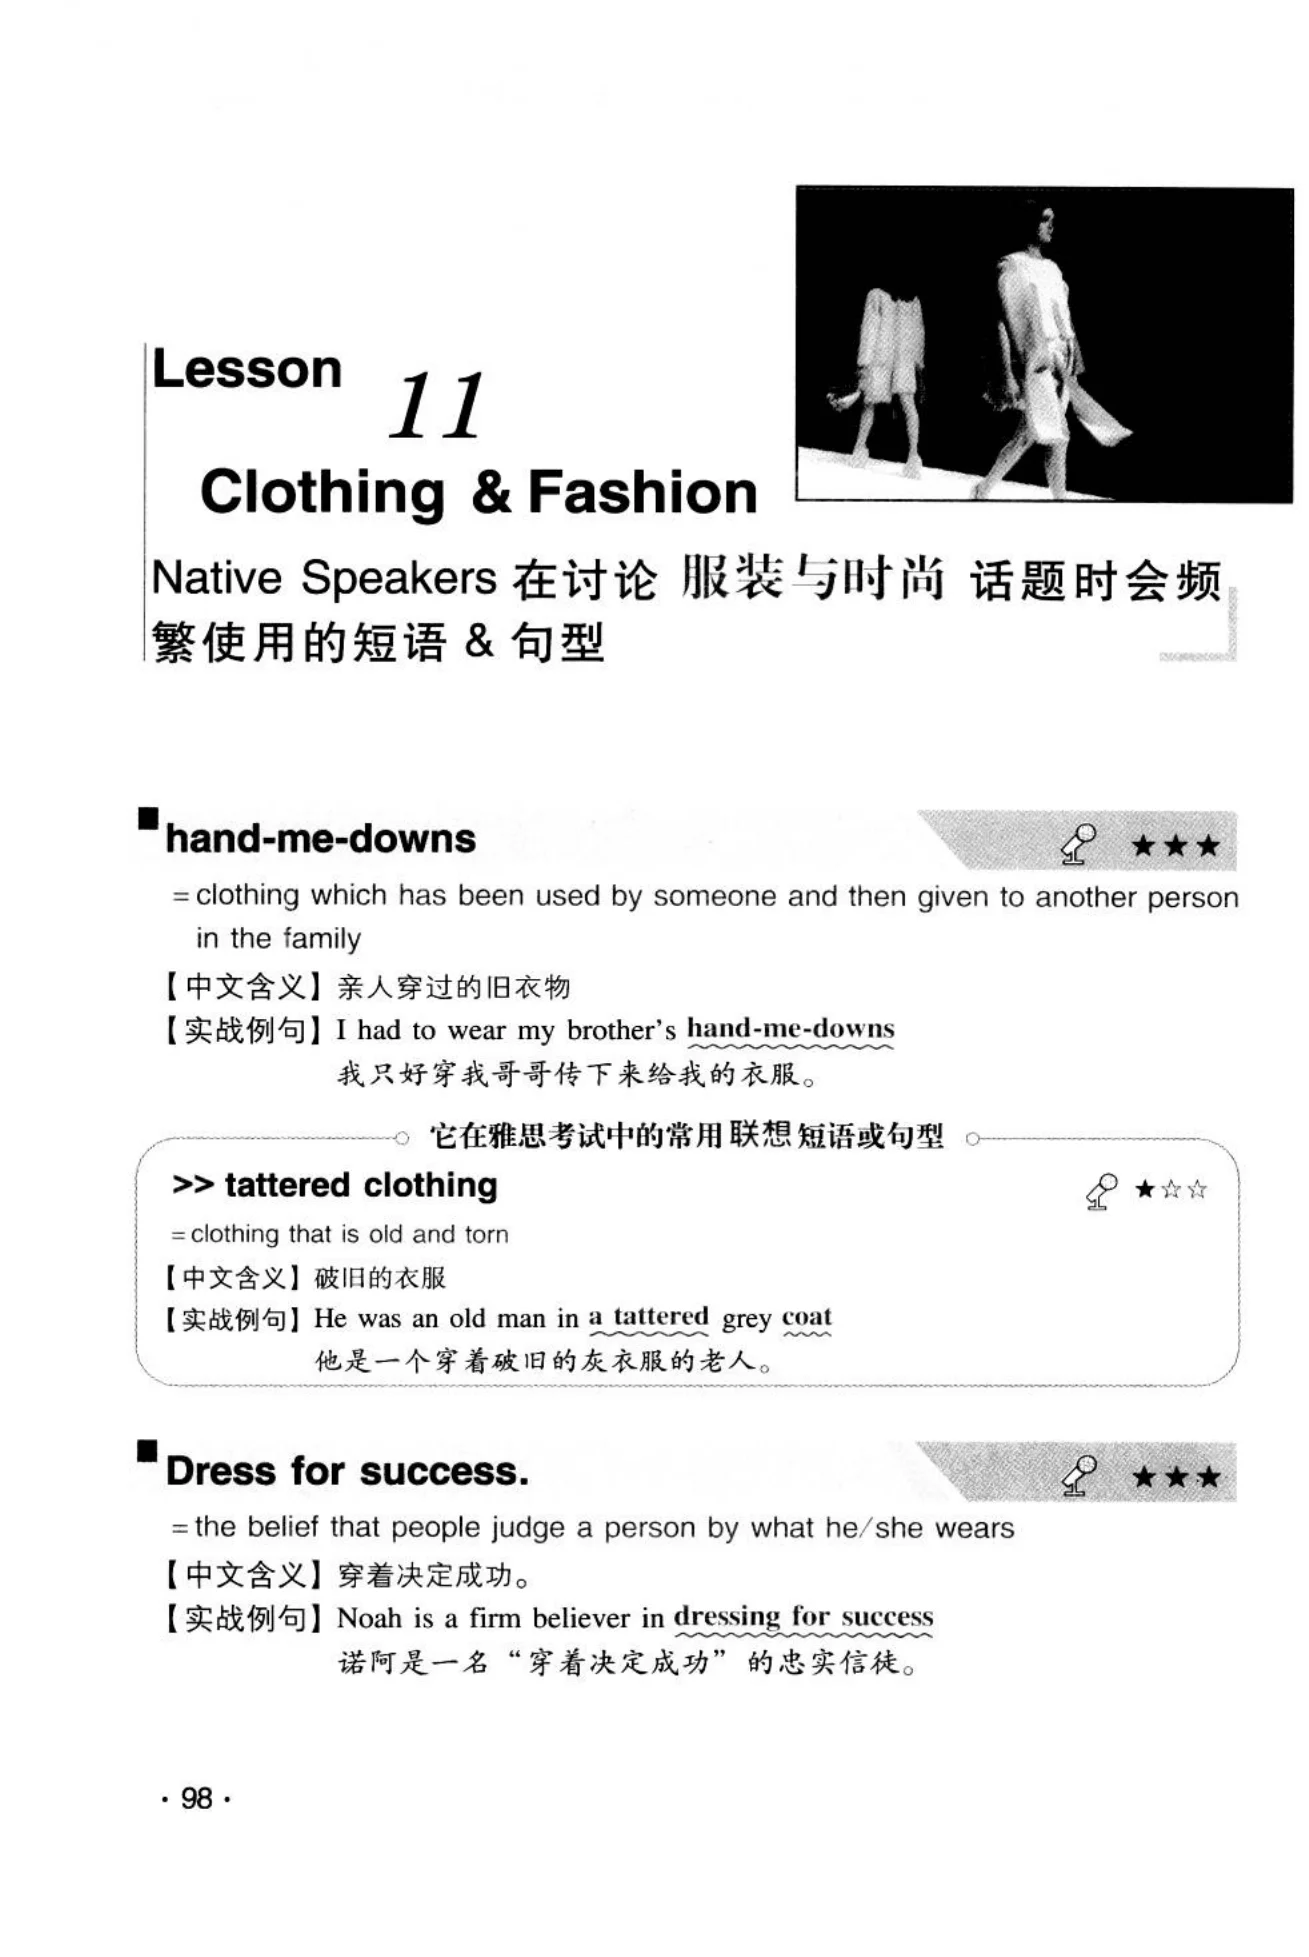 Lesson 11
Clothing & Fashion
Native Speakers 在讨论 服装与时尚 话题时会频
繁使用的短语 & 句型
hand-me-downs ★★★
= clothing which has been used by someone and then given to another person
in the family
【中文含义】亲人穿过的旧衣物
【实战例句】I had to wear my brother's hand-me-downs
我只好穿我哥哥传下来给我的衣服。
它在雅思考试中的常用联想短语或句型
>> tattered clothing ★☆☆
= clothing that is old and torn
【中文含义】破旧的衣服
【实战例句】He was an old man in a tattered grey coat
他是一个穿着破旧的灰衣服的老人。
Dress for success. ★★★
= the belief that people judge a person by what he/she wears
【中文含义】穿着决定成功。
【实战例句】Noah is a firm believer in dressing for success
诺阿是一名“穿着决定成功”的忠实信徒。
· 98 ·